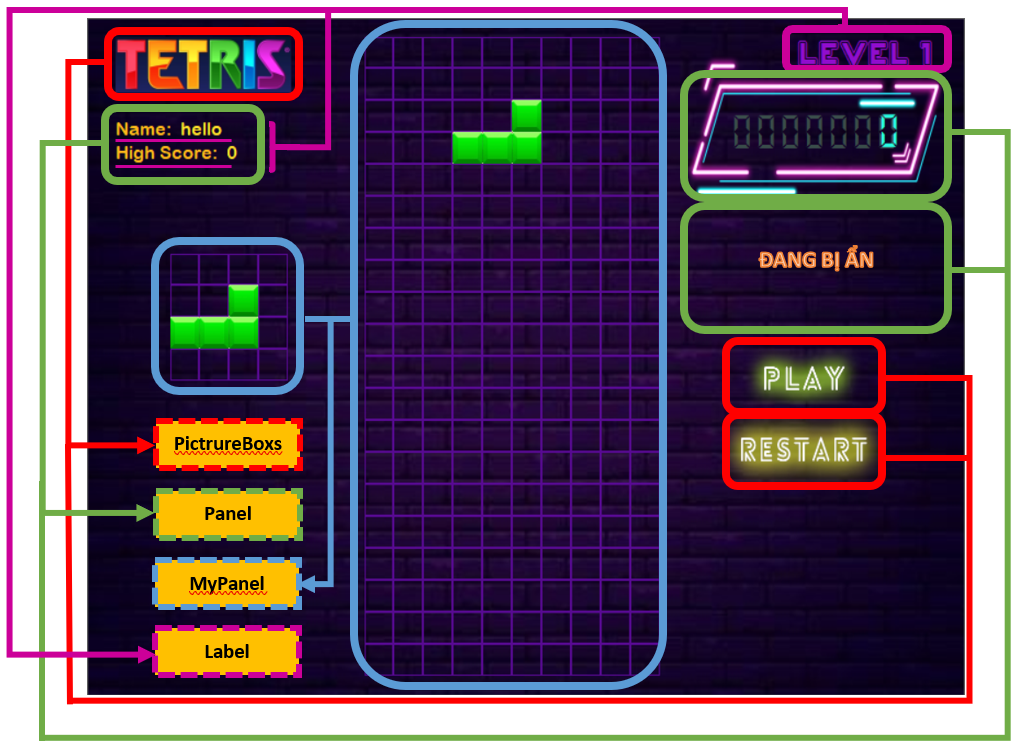 TETRIS
Name: hello
High Score: 0
LEVEL 1
0000000
ĐANG BỊ ẨN
PLAY
RESTART
PictrureBoxs
Panel
MyPanel
Label